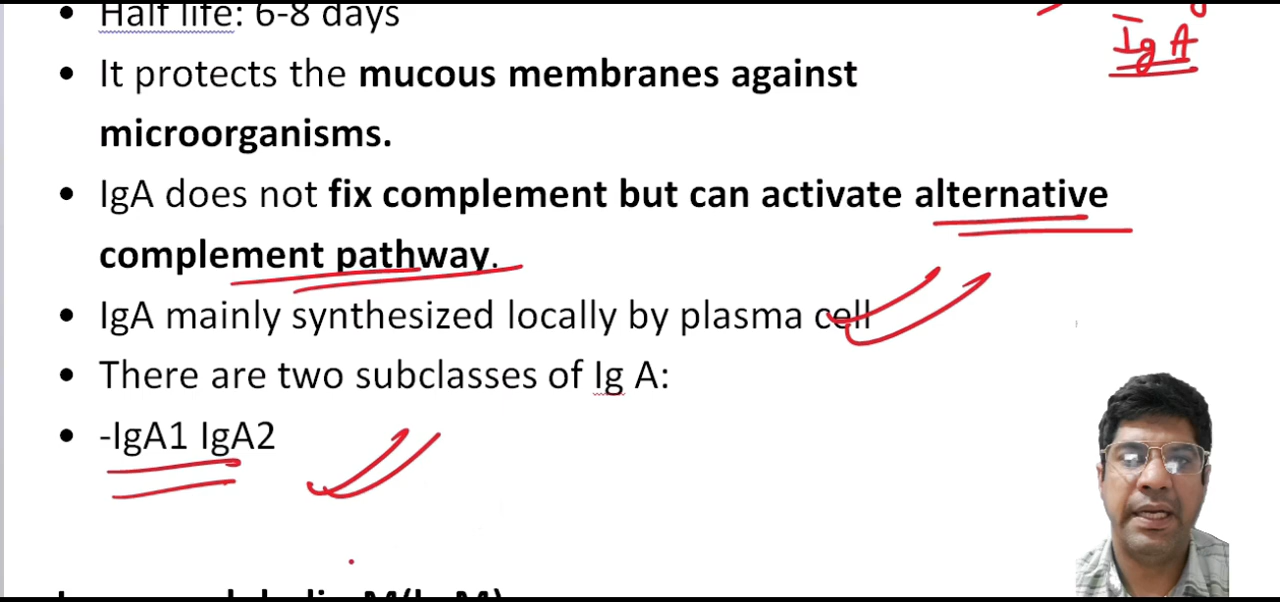 • Half life: 6-8 days
Ig A
• It protects the mucous membranes against
microorganisms.
• IgA does not fix complement but can activate alternative
complement pathway.
• IgA mainly synthesized locally by plasma cell
• There are two subclasses of Ig A:
• -IgA1 IgA2